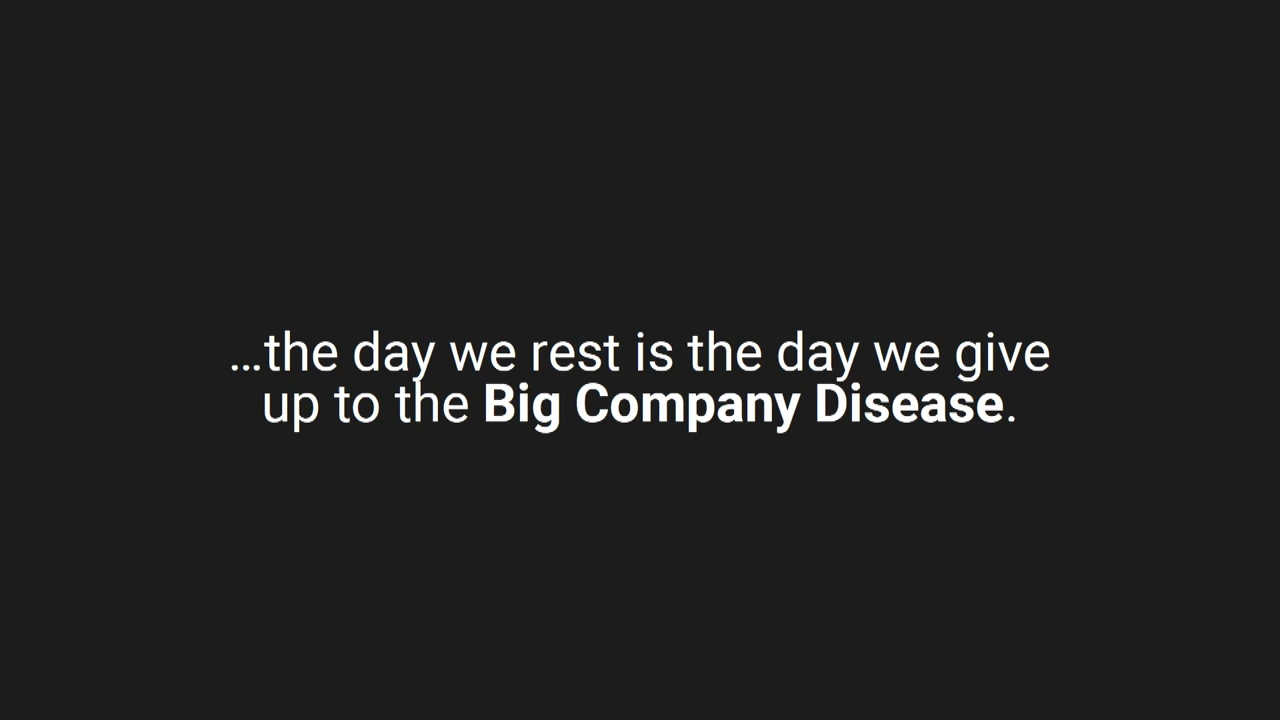 …the day we rest is the day we give
up to the Big Company Disease.